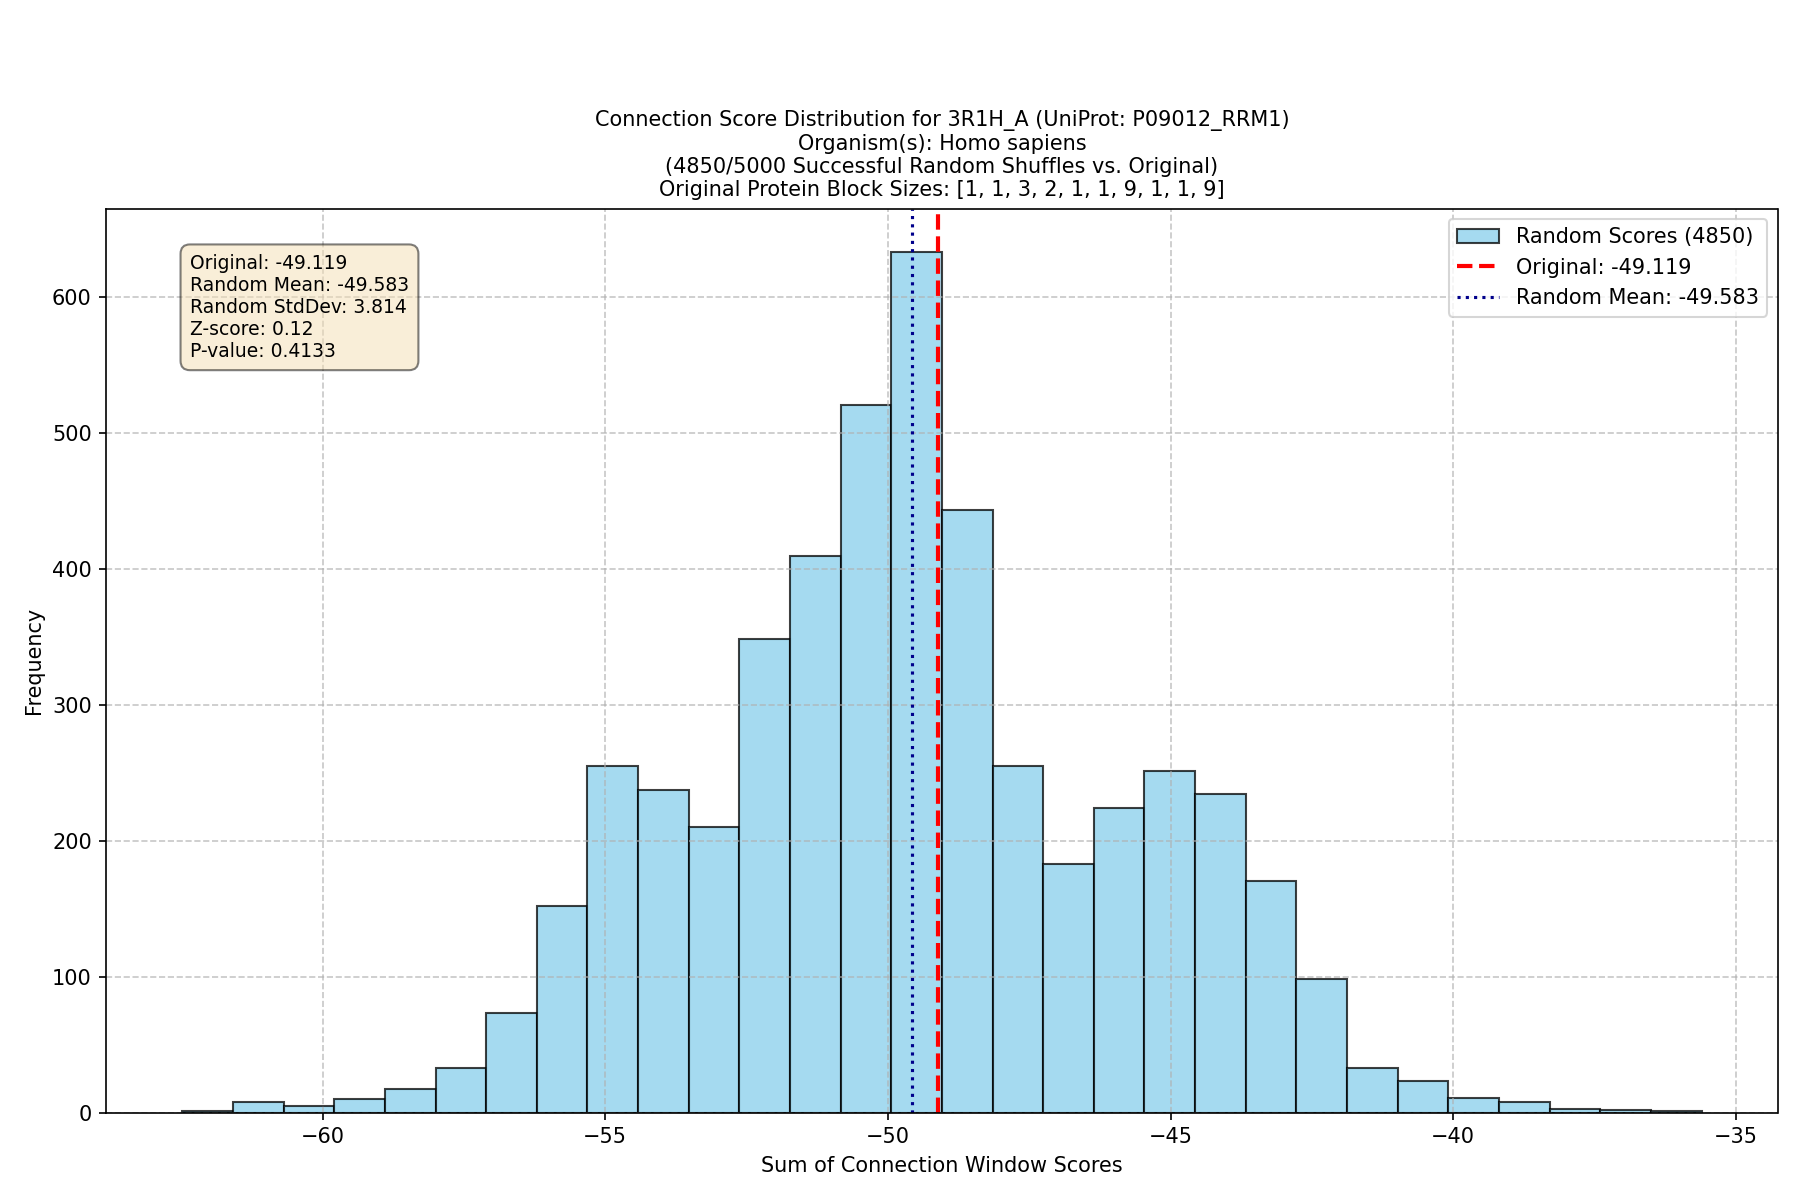 Connection Score Distribution for 3R1H_A (UniProt: P09012_RRM1)
Organism(s): Homo sapiens
(4850/5000 Successful Random Shuffles vs. Original)
Original Protein Block Sizes: [1, 1, 3, 2, 1, 1, 9, 1, 1, 9]
Original: -49.119
Random Mean: -49.583
Random StdDev: 3.814
Z-score: 0.12
P-value: 0.4133
Random Scores (4850)
Original: -49.119
Random Mean: -49.583
Frequency
600
500
400
300
200
100
0
−60
−55
−50
−45
−40
−35
Sum of Connection Window Scores